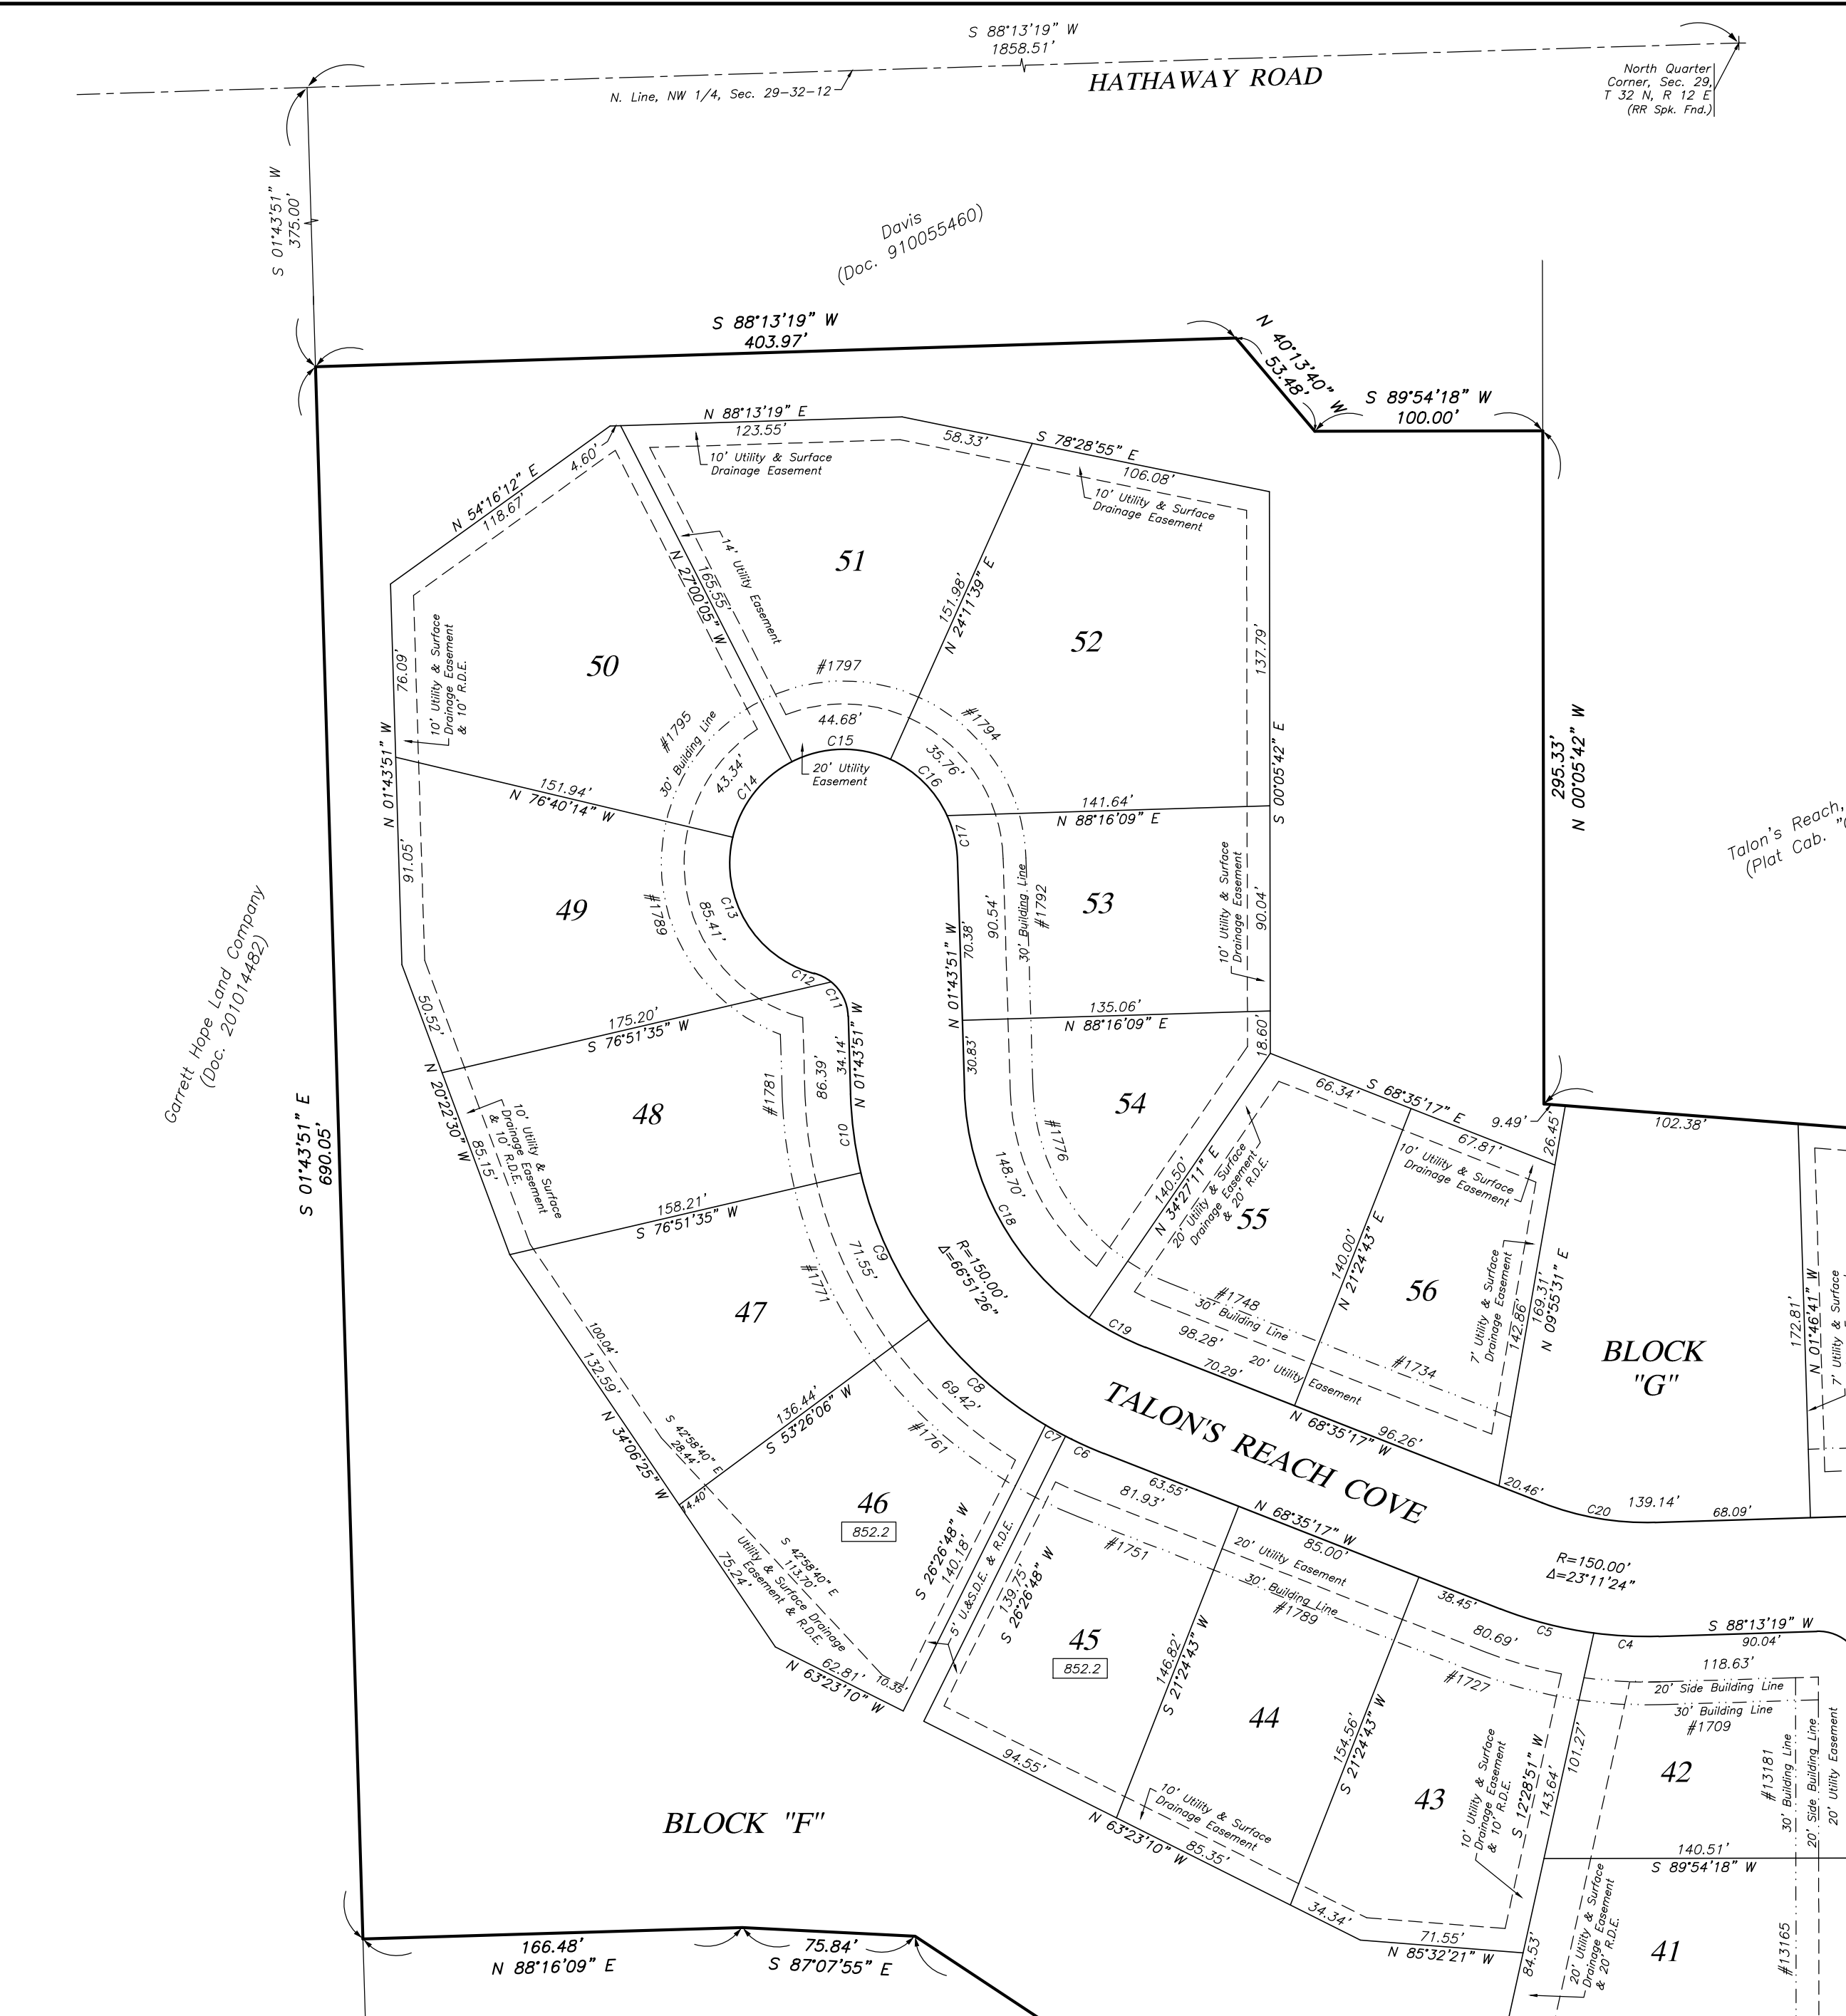 S 88°13'19" W
1858.51'
HATHAWAY ROAD
N. Line, NW 1/4, Sec. 29-32-12
North Quarter
Corner, Sec. 29,
T 32 N, R 12 E
(RR Spk. Fnd.)
S 01°43'51" W
375.00'
Davis
(Doc. 910055460)
S 88°13'19" W
403.97'
N 40°13'40" W
53.48'
S 89°54'18" W
100.00'
N 88°13'19" E
123.55'
58.33'
S 78°28'55" E
106.08'
10' Utility & Surface
Drainage Easement
10' Utility & Surface
Drainage Easement
N 54°16'12" E
118.67'
4.60'
14' Utility
Easement
N 27°00'05" W
165.55'
51
151.98'
N 24°11'39" E
52
137.79'
S 00°05'42" E
50
76.09'
10' Utility & Surface
Drainage Easement
& 10' R.D.E.
N 01°43'51" W
#1797
#1795
30' Building Line
#1794
44.68'
C15
20' Utility
Easement
43.34'
C14
35.76'
C16
295.33'
N 00°05'42" W
151.94'
N 76°40'14" W
141.64'
N 88°16'09" E
C17
Talon's Reach,
(Plat Cab. "
91.05'
49
#1789
85.41'
C13
N 01°43'51" W
70.38'
90.54'
30' Building Line
#1792
53
10' Utility & Surface
Drainage Easement
90.04'
Garrett Hope Land Company
(Doc. 201014482)
C12
C11
50.52'
175.20'
S 76°51'35" W
135.06'
N 88°16'09" E
18.60'
N 20°22'30" W
85.15'
10' Utility & Surface
Drainage Easement
& 10' R.D.E.
48
#1781
86.39'
34.14'
N 01°43'51" W
C10
30.83'
54
#1776
148.70'
C18
S 01°43'51" E
690.05'
66.34'
S 68°35'17" E
67.81'
9.49'
26.45'
102.38'
10' Utility & Surface
Drainage Easement
140.50'
N 34°27'11" E
20' Utility & Surface
Drainage Easement
& 20' R.D.E.
55
140.00'
N 21°24'43" E
56
7' Utility & Surface
Drainage Easement
142.86'
169.31'
N 09°55'31" E
158.21'
S 76°51'35" W
C9
71.55'
#1771
R=150.00'
Δ=66°51'26"
47
#1748
30' Building Line
C19
98.28'
70.29'
20' Utility Easement
#1734
N 68°35'17" W
96.26'
BLOCK
"G"
172.81'
N 01°46'41" W
7' Utility & Surface
100.04'
132.59'
N 34°06'25" W
136.44'
S 53°26'06" W
C8
69.42'
#1761
S 42°58'40" E
28.44'
4.40'
TALON'S REACH COVE
C7
C6
63.55'
81.93'
N 68°35'17" W
85.00'
20.46'
C20
139.14'
68.09'
46
852.2
S 26°26'48" W
140.18'
5' U.&S.D.E. & R.D.E.
139.75'
S 26°26'48" W
#1751
20' Utility Easement
30' Building Line
#1789
R=150.00'
Δ=23°11'24"
75.24'
S 42°58'40" E
113.70'
Utility & Surface Drainage
Easement & R.D.E.
62.81'
10.35'
N 63°23'10" W
45
852.2
146.82'
S 21°24'43" W
38.45'
80.69'
C5
C4
S 88°13'19" W
90.04'
#1727
118.63'
20' Side Building Line
30' Building Line
#1709
94.55'
44
154.56'
S 21°24'43" W
43
10' Utility & Surface
Drainage Easement
& 10' R.D.E.
S 12°28'51" W
143.64'
101.27'
42
#13181
30' Building Line
20' Side Building Line
20' Utility Easement
BLOCK "F"
10' Utility & Surface
Drainage Easement
N 63°23'10" W
85.35'
140.51'
S 89°54'18" W
34.34'
71.55'
N 85°32'21" W
84.53'
20' Utility & Surface
Drainage Easement
& 20' R.D.E.
41
#13165
166.48'
N 88°16'09" E
75.84'
S 87°07'55" E